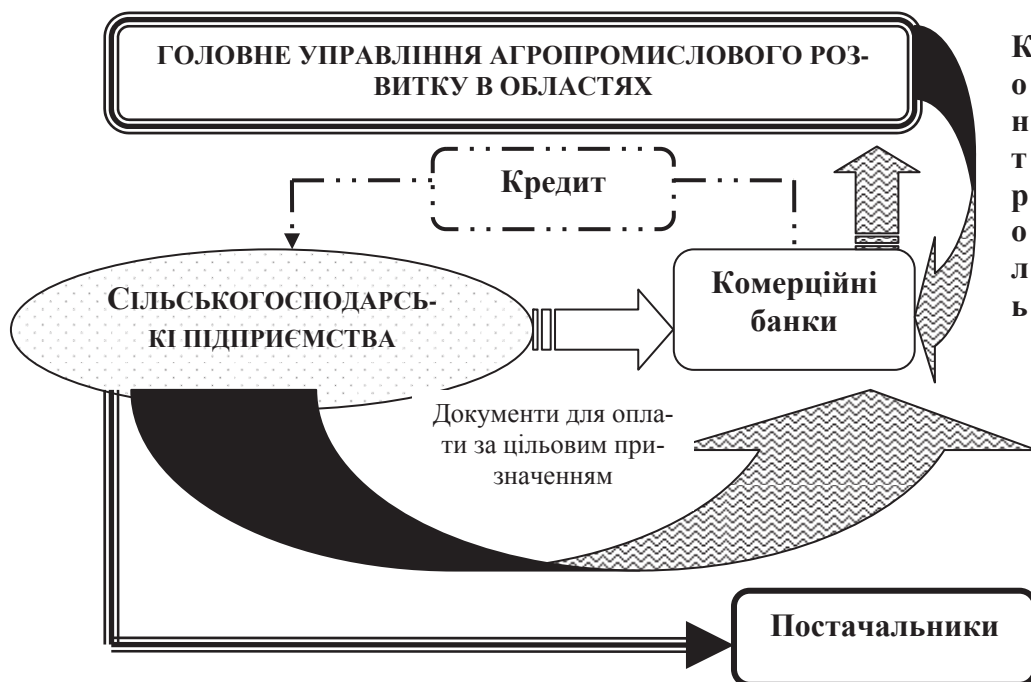 ГОЛОВНЕ УПРАВЛІННЯ АГРОПРОМИСЛОВОГО РОЗ-
ВИТКУ В ОБЛАСТЯХ
Контроль
Кредит
СІЛЬСЬКОГОСПОДАРСЬ-
КІ ПІДПРИЄМСТВА
Комерційні
банки
Документи для опла-
ти за цільовим при-
значенням
Постачальники